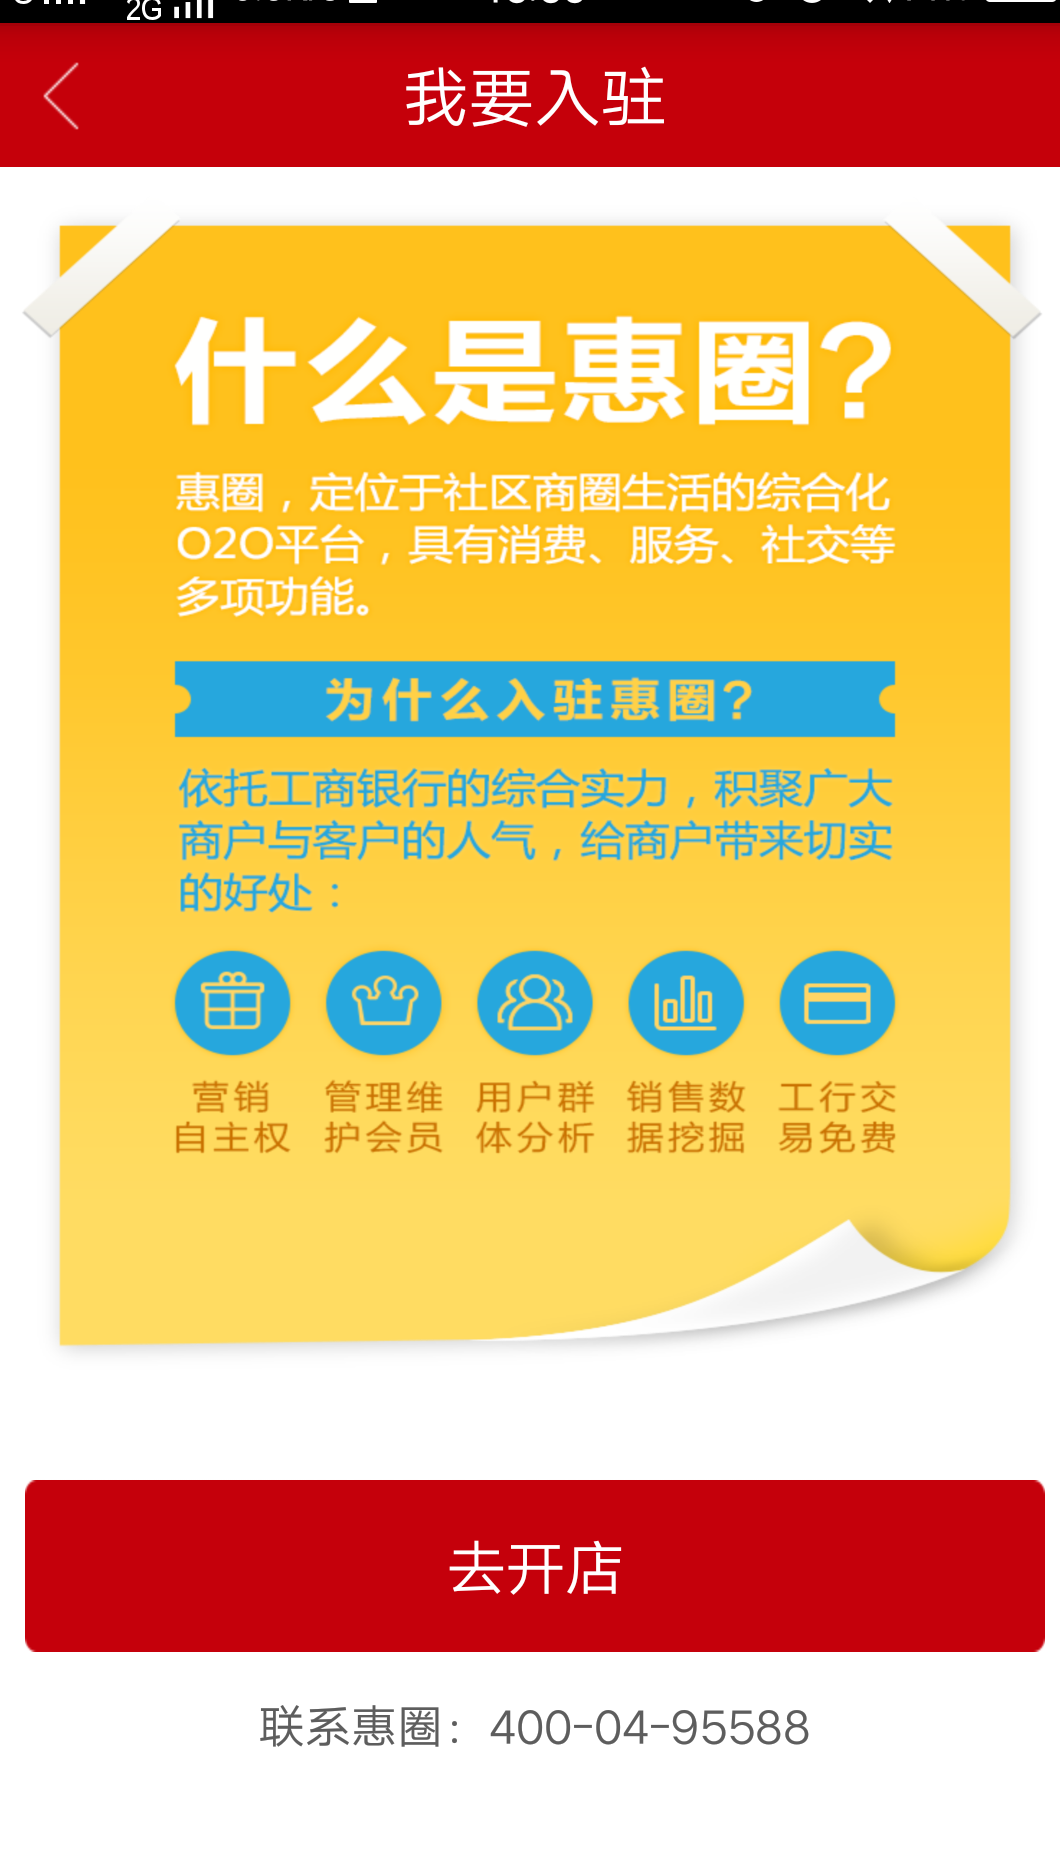 2G
我要入驻
什么是惠圈?
惠圈，定位于社区商圈生活的综合化
O2O平台，具有消费、服务、社交等
多项功能。
为什么入驻惠圈?
依托工商银行的综合实力，积聚广大
商户与客户的人气，给商户带来切实
的好处：
营销 管理维 用户群 销售数 工行交
自主权 护会员 体分析 据挖掘 易免费
去开店
联系惠圈：400-04-95588